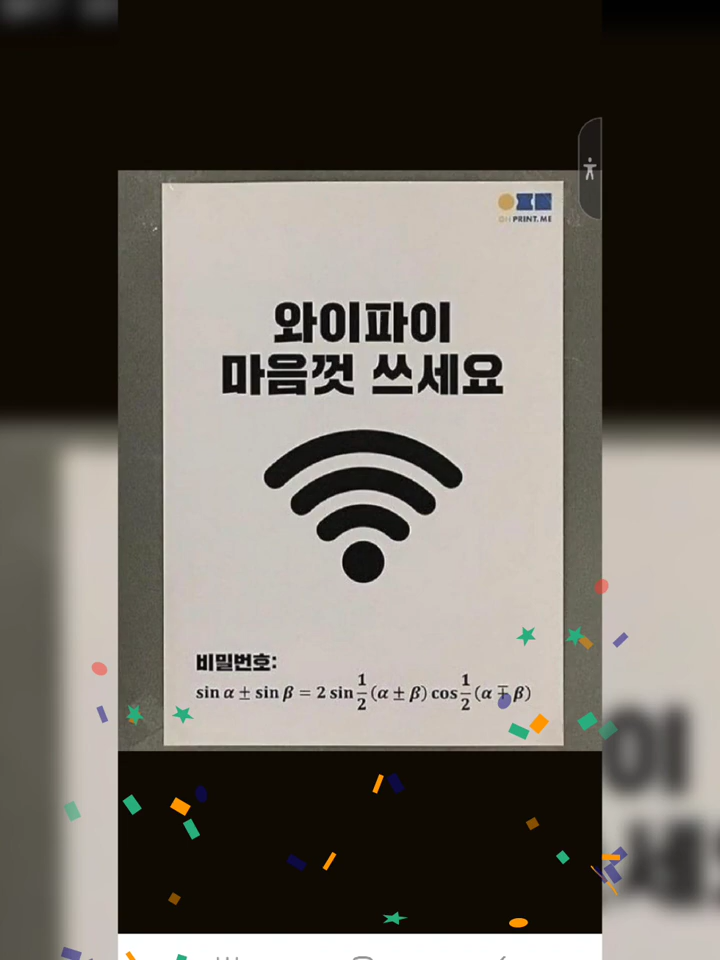 OH PRINT.ME
와이파이
마음껏 쓰세요
비밀번호:
sin α ± sin β = 2 sin 1/2 (α ± β) cos 1/2 (α ∓ β)